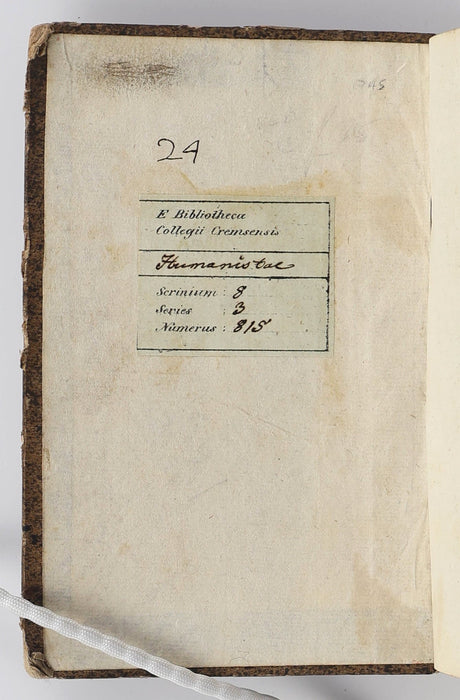 24
E Bibliotheca
Collegii Cremsensis
Humanistae
Scrinium : 8
Series 3
Numerus : 815